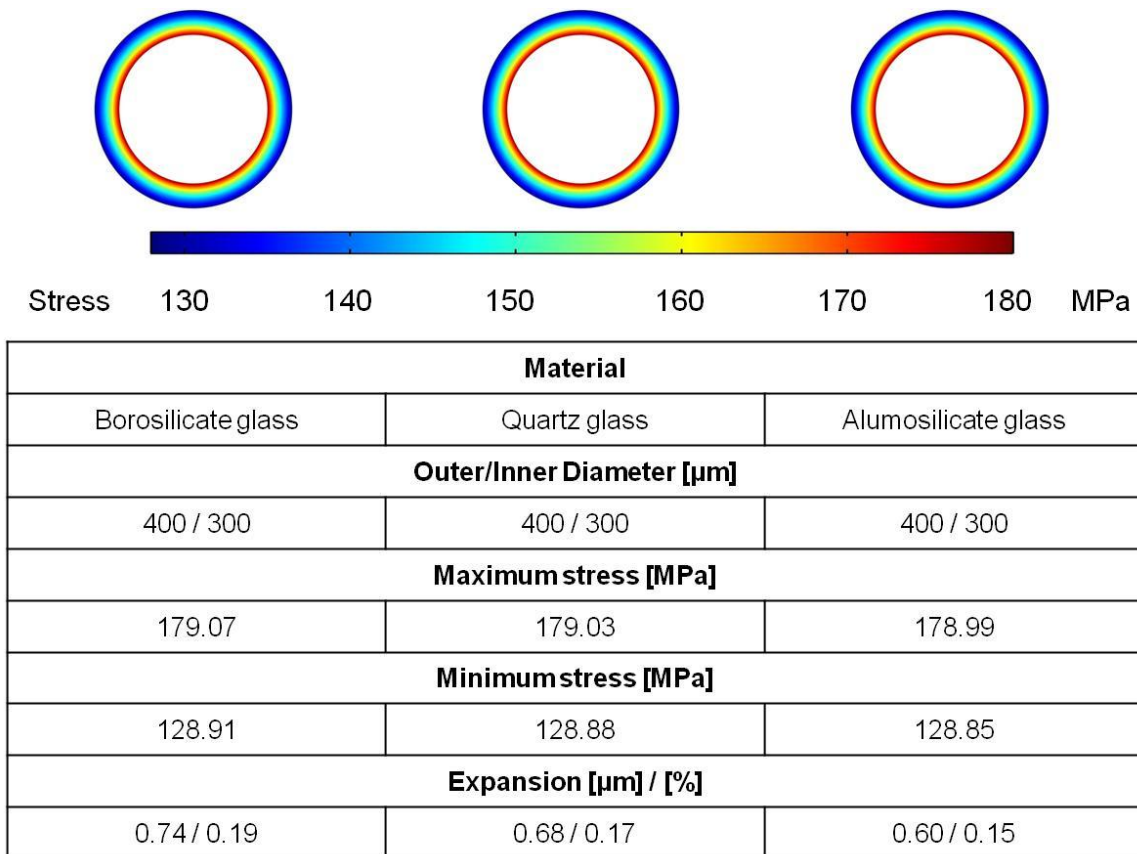 Stress 130 140 150 160 170 180 MPa
Material
Borosilicate glass Quartz glass Alumosilicate glass
Outer/Inner Diameter [µm]
400 / 300 400 / 300 400 / 300
Maximum stress [MPa]
179.07 179.03 178.99
Minimum stress [MPa]
128.91 128.88 128.85
Expansion [µm] / [%]
0.74 / 0.19 0.68 / 0.17 0.60 / 0.15